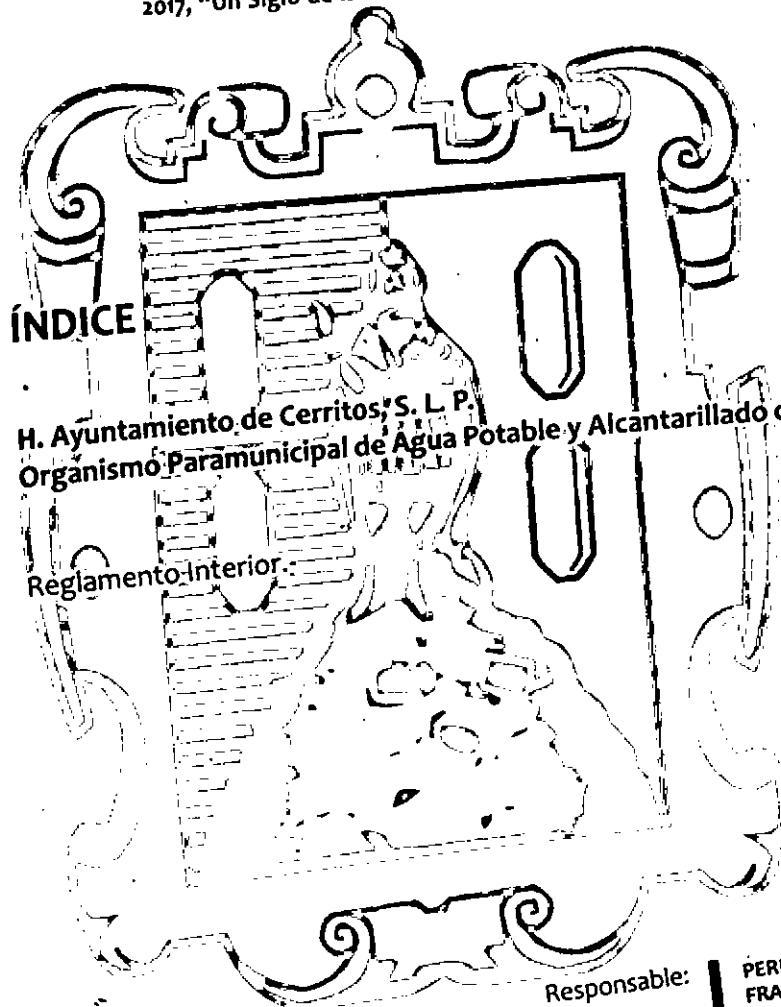 2017, "Un Siglo de
ÍNDICE
H. Ayuntamiento de Cerritos, S. L. P.
Organismo Paramunicipal de Agua Potable y Alcantarillado
Reglamento Interior.
Responsable: